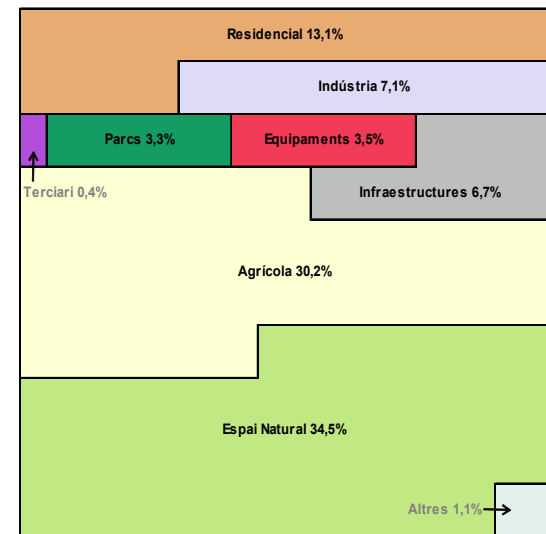 Residencial 13,1%
Indústria 7,1%
Parcs 3,3%
Equipaments 3,5%
Terciari 0,4%
Infraestructures 6,7%
Agrícola 30,2%
Espai Natural 34,5%
Altres 1,1%